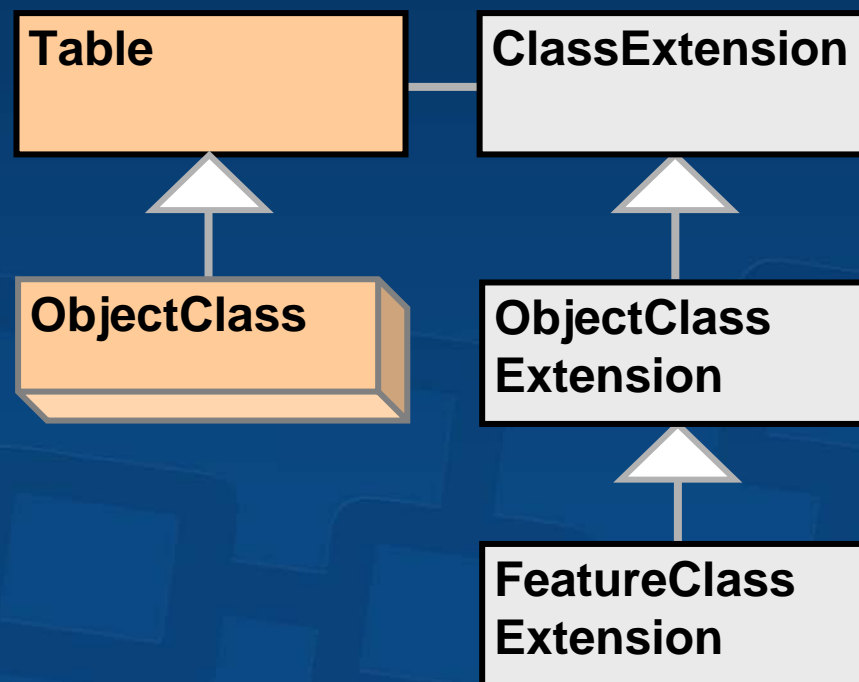 Table
ClassExtension
ObjectClass
ObjectClass
Extension
FeatureClass
Extension